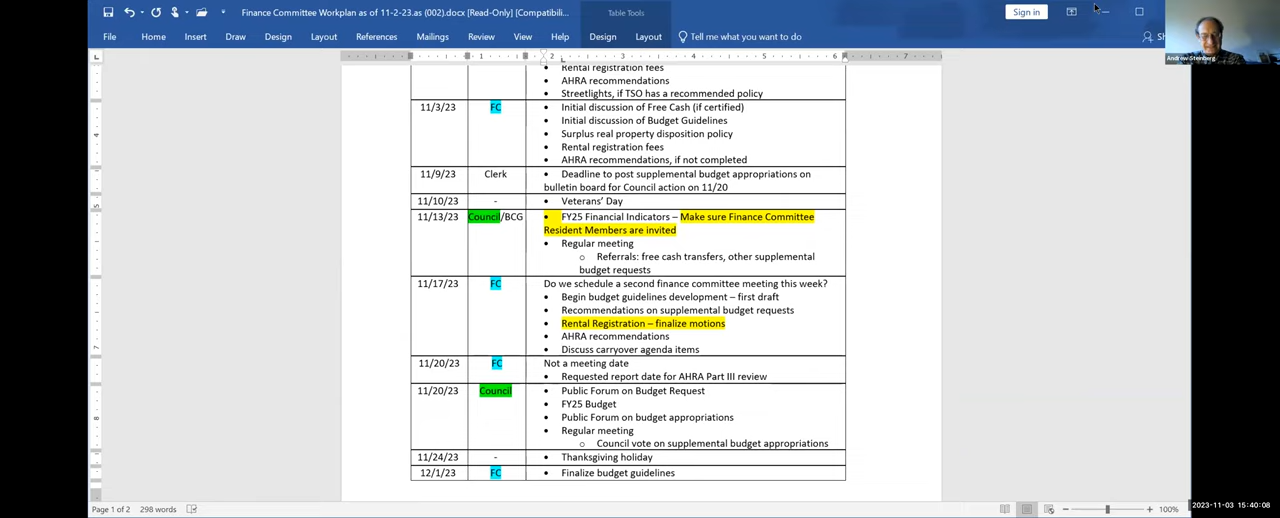 Finance Committee Workplan as of 11-2-23.as (002).docx [Read-Only] [Compatibili... Table Tools Sign in
File Home Insert Draw Design Layout References Mailings Review View Help Design Layout Tell me what you want to do
Andrew Steinberg
1 2 3 4 5 6 7
Rental registration fees
AHRA recommendations
Streetlights, if TSO has a recommended policy
11/3/23 FC • Initial discussion of Free Cash (if certified)
• Initial discussion of Budget Guidelines
• Surplus real property disposition policy
• Rental registration fees
• AHRA recommendations, if not completed
11/9/23 Clerk • Deadline to post supplemental budget appropriations on
bulletin board for Council action on 11/20
11/10/23 - • Veterans' Day
11/13/23 Council/BCG • FY25 Financial Indicators – Make sure Finance Committee
Resident Members are invited
• Regular meeting
o Referrals: free cash transfers, other supplemental
budget requests
11/17/23 FC Do we schedule a second finance committee meeting this week?
• Begin budget guidelines development – first draft
• Recommendations on supplemental budget requests
• Rental Registration – finalize motions
• AHRA recommendations
• Discuss carryover agenda items
11/20/23 FC Not a meeting date
• Requested report date for AHRA Part III review
11/20/23 Council • Public Forum on Budget Request
• FY25 Budget
• Public Forum on budget appropriations
• Regular meeting
o Council vote on supplemental budget appropriations
11/24/23 - • Thanksgiving holiday
12/1/23 FC • Finalize budget guidelines
Page 1 of 2 298 words 100%
2023-11-03 15:40:08